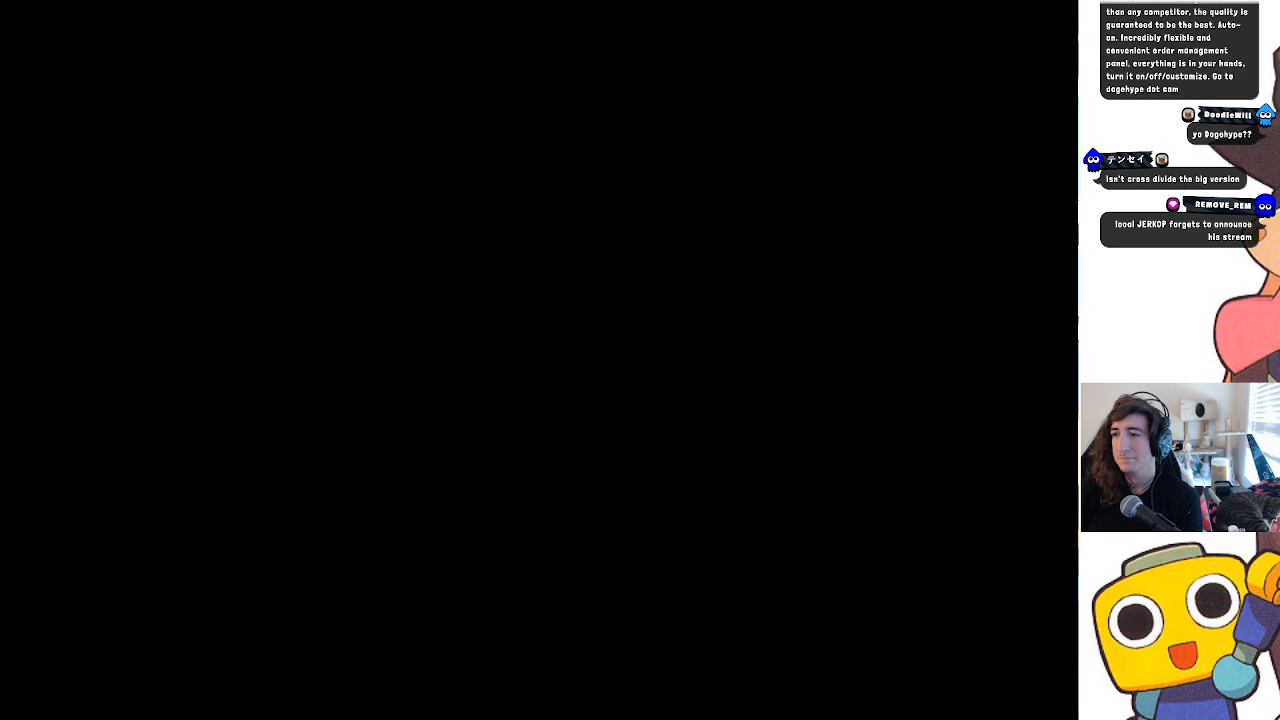 than any competitor, the quality is
guaranteed to be the best. Auto-
on. Incredibly flexible and
convenient order management
panel, everything is in your hands,
turn it on/off/customize. Go to
dogehype dot com
DoodleWill
yo Dogehype??
テンセイ
Isn't cross divide the big version
REMOVE_REM
local JERKOP forgets to announce
his stream